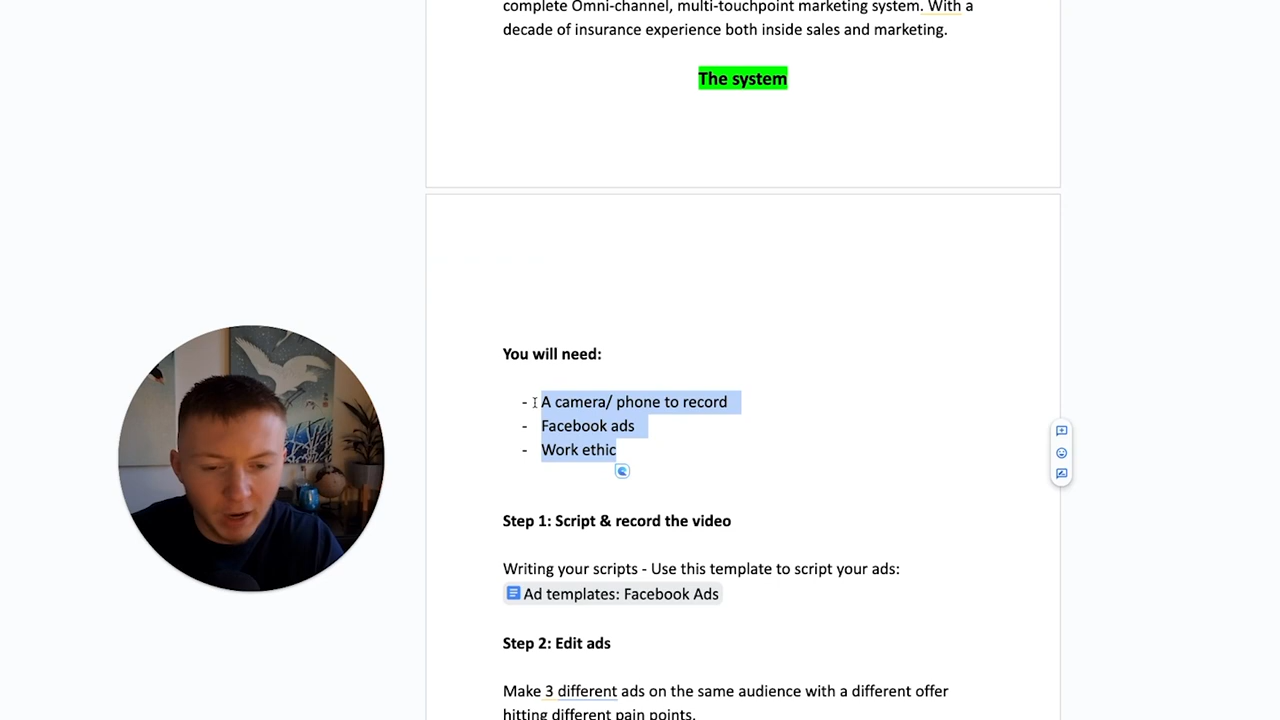 complete Omni-channel, multi-touchpoint marketing system. With a
decade of insurance experience both inside sales and marketing.
The system
You will need:
- A camera/ phone to record
- Facebook ads
- Work ethic
Step 1: Script & record the video
Writing your scripts - Use this template to script your ads:
Ad templates: Facebook Ads
Step 2: Edit ads
Make 3 different ads on the same audience with a different offer
hitting different pain points.